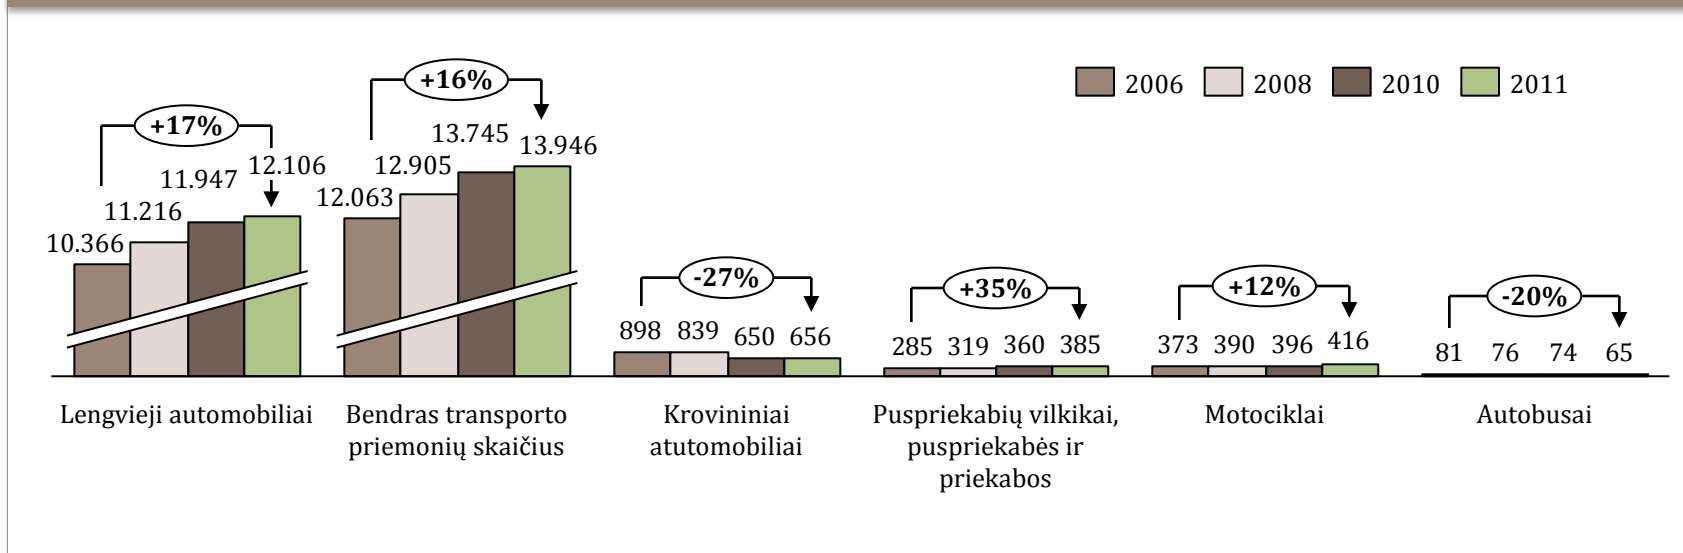 2006 2008 2010 2011
+17%
10.366 11.216 11.947 12.106
+16%
12.063 12.905 13.745 13.946
-27%
898 839 650 656
+35%
285 319 360 385
+12%
373 390 396 416
-20%
81 76 74 65
Lengvieji automobiliai
Bendras transporto
priemonių skaičius
Krovininiai
atutomobiliai
Puspriekabių vilkikai,
puspriekabės ir
priekabos
Motociklai
Autobusai